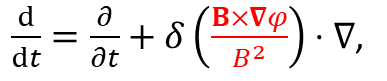 d/dt = ∂/∂t + δ (𝐁×𝛁φ/B²) · ∇,